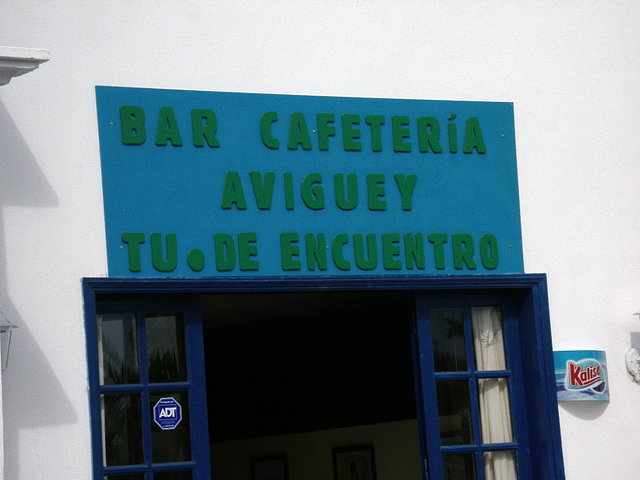 BAR CAFETERÍA
AVIGUEY
TU . DE ENCUENTRO
Kalise
ADT